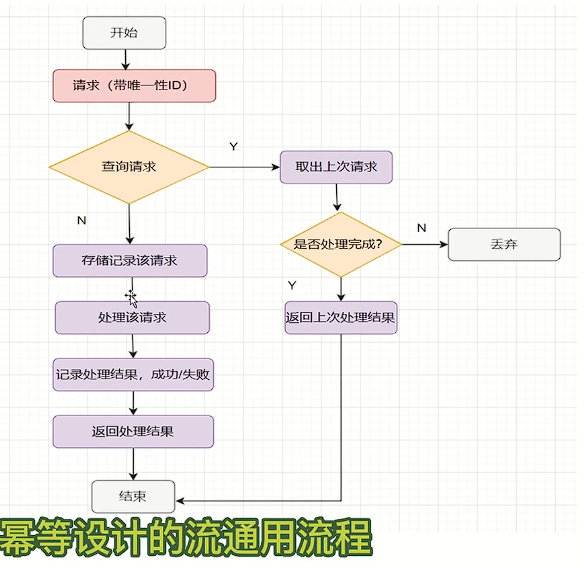 开始
请求（带唯一性ID）
查询请求
Y
取出上次请求
N
存储记录该请求
是否处理完成?
N
丢弃
Y
处理该请求
返回上次处理结果
记录处理结果，成功/失败
返回处理结果
结束
幂等设计的流通用流程